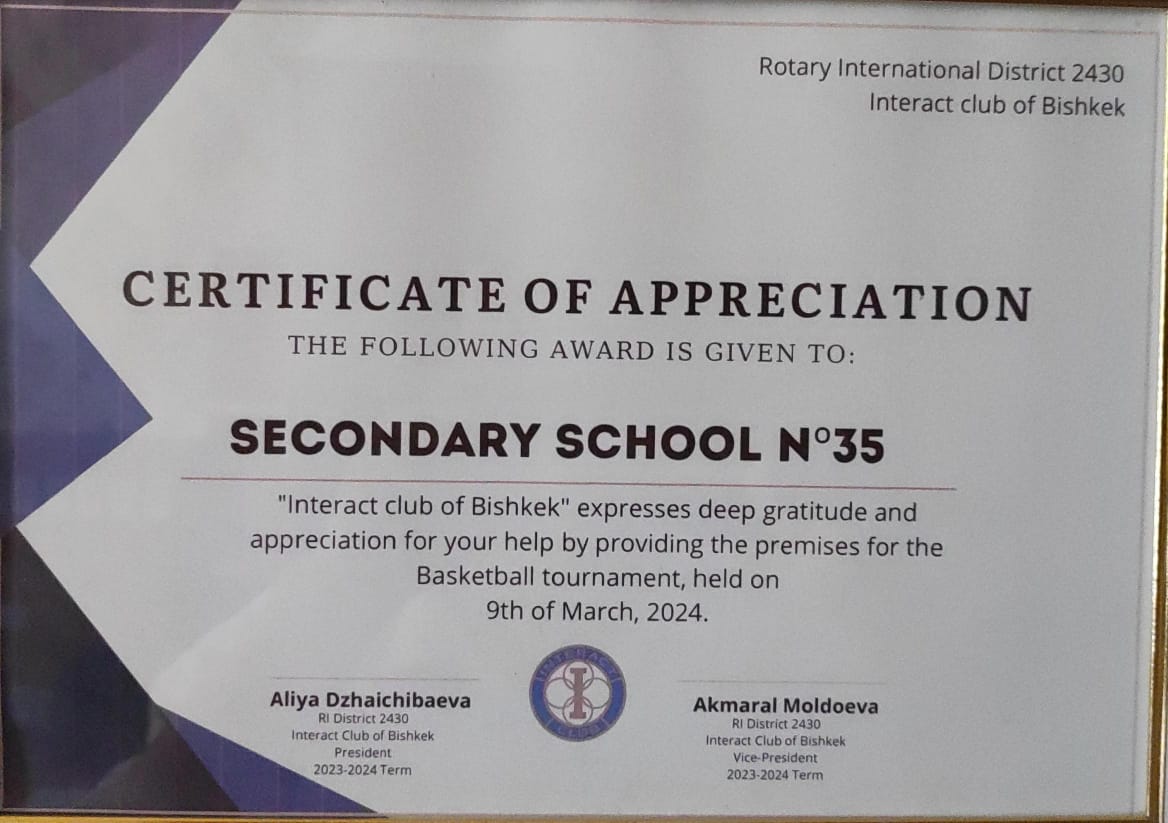 Rotary International District 2430
Interact club of Bishkek
CERTIFICATE OF APPRECIATION
THE FOLLOWING AWARD IS GIVEN TO:
SECONDARY SCHOOL N°35
"Interact club of Bishkek" expresses deep gratitude and
appreciation for your help by providing the premises for the
Basketball tournament, held on
9th of March, 2024.
INTERACT
I
CLUB
Aliya Dzhaichibaeva
RI District 2430
Interact Club of Bishkek
President
2023-2024 Term
Akmaral Moldoeva
RI District 2430
Interact Club of Bishkek
Vice-President
2023-2024 Term